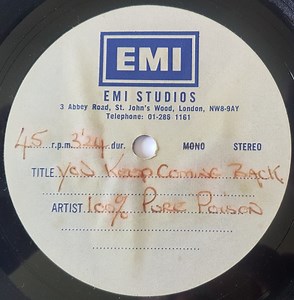 EMI
EMI STUDIOS
3 Abbey Road, St. John's Wood, London, NW8-9AY
Telephone: 01-286 1161
45 r.p.m. 3'24 dur. MONO STEREO
TITLE: YOU KEEP COMING BACK
ARTIST 100% PURE POISON